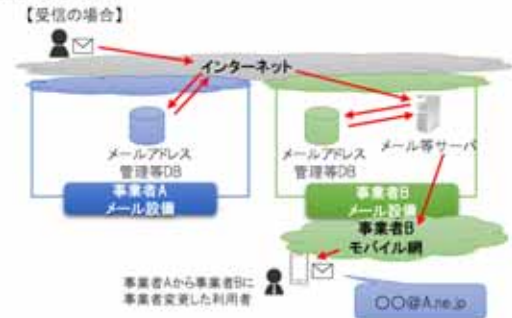 【受信の場合】
インターネット
メールアドレス
管理等DB
メールアドレス
管理等DB
メール等サーバ
事業者A
メール設備
事業者B
メール設備
事業者B
モバイル網
事業者Aから事業者Bに
事業者変更した利用者
〇〇@A.ne.jp